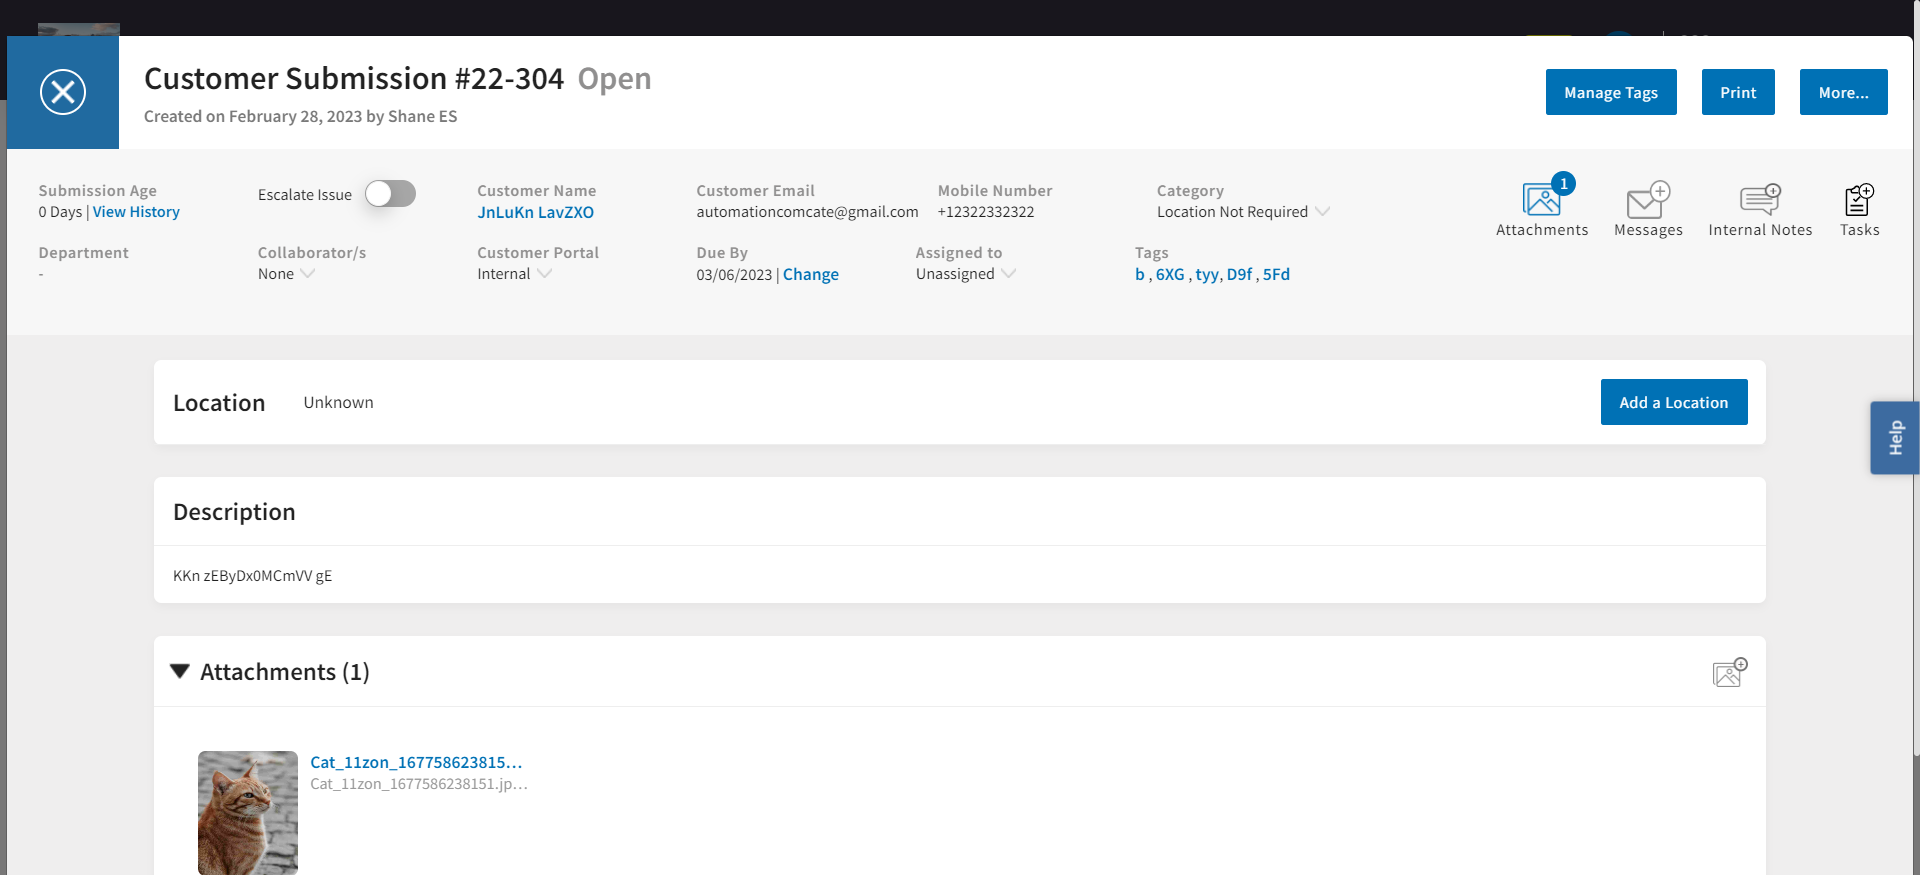 Customer Submission #22-304 Open
Created on February 28, 2023 by Shane ES
Manage Tags
Print
More...
Submission Age
0 Days | View History
Escalate Issue
Customer Name
JnLuKn LavZXO
Customer Email
automationcomcate@gmail.com
Mobile Number
+12322332322
Category
Location Not Required
1
Attachments
Messages
Internal Notes
Tasks
Department
-
Collaborator/s
None
Customer Portal
Internal
Due By
03/06/2023 | Change
Assigned to
Unassigned
Tags
b , 6XG , tyy, D9f , 5Fd
Location
Unknown
Add a Location
Help
Description
KKn zEByDx0MCmVV gE
Attachments (1)
Cat_11zon_167758623815...
Cat_11zon_1677586238151.jp...